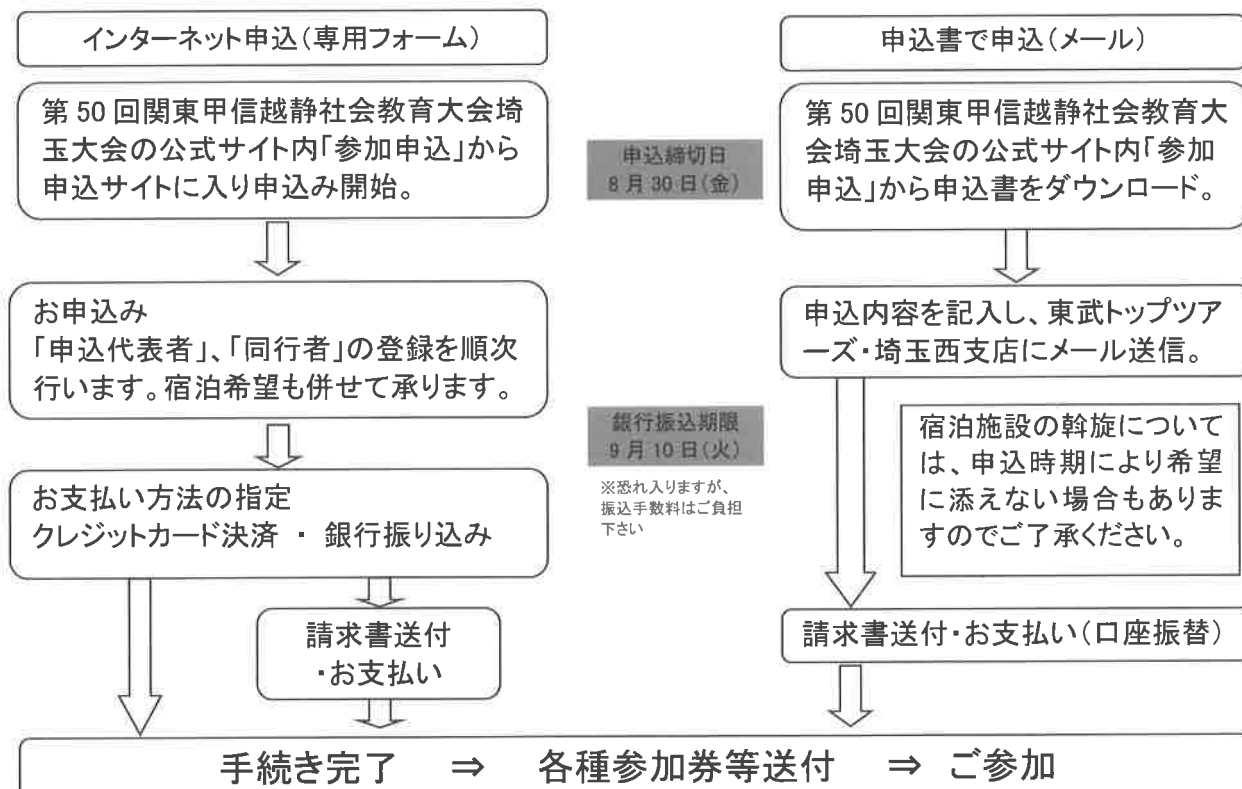 インターネット申込(専用フォーム)
第50回関東甲信越静社会教育大会埼
玉大会の公式サイト内「参加申込」から
申込サイトに入り申込み開始。
お申込み
「申込代表者」、「同行者」の登録を順次
行います。宿泊希望も併せて承ります。
お支払い方法の指定
クレジットカード決済 ・ 銀行振り込み
請求書送付
・お支払い
申込締切日
8月30日(金)
銀行振込期限
9月10日(火)
※恐れ入りますが、
振込手数料はご負担
下さい
申込書で申込(メール)
第50回関東甲信越静社会教育大
会埼玉大会の公式サイト内「参加
申込」から申込書をダウンロード。
申込内容を記入し、東武トップツア
ーズ・埼玉西支店にメール送信。
宿泊施設の斡旋について
は、申込時期により希望
に添えない場合もありま
すのでご了承ください。
請求書送付・お支払い(口座振替)
手続き完了 ⇒ 各種参加券等送付 ⇒ ご参加